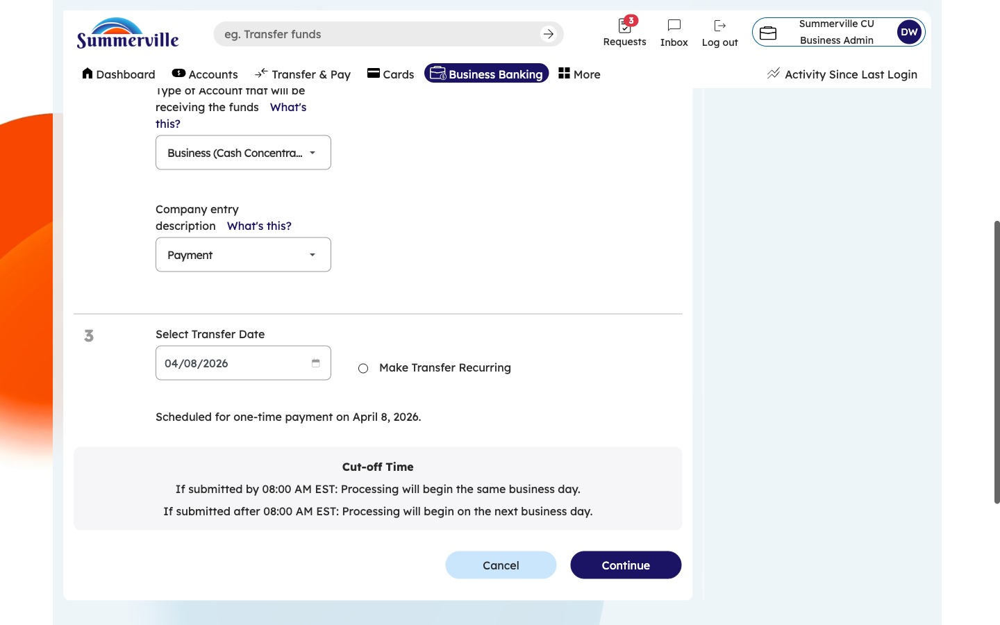 Summerville
eg. Transfer funds
3
Requests
Inbox
Log out
Summerville CU
Business Admin
DW
Dashboard
Accounts
Transfer & Pay
Cards
Business Banking
More
Activity Since Last Login
Type of Account that will be
receiving the funds What's
this?
Business (Cash Concentra...
Company entry
description What's this?
Payment
3
Select Transfer Date
04/08/2026
Make Transfer Recurring
Scheduled for one-time payment on April 8, 2026.
Cut-off Time
If submitted by 08:00 AM EST: Processing will begin the same business day.
If submitted after 08:00 AM EST: Processing will begin on the next business day.
Cancel
Continue